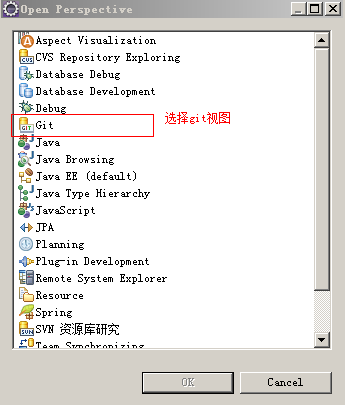 Open Perspective
Aspect Visualization
CVS Repository Exploring
Database Debug
Database Development
Debug
Git 选择git视图
Java
Java Browsing
Java EE (default)
Java Type Hierarchy
JavaScript
JPA
Planning
Plug-in Development
Remote System Explorer
Resource
Spring
SVN 资源库研究
Team Synchronizing
OK Cancel